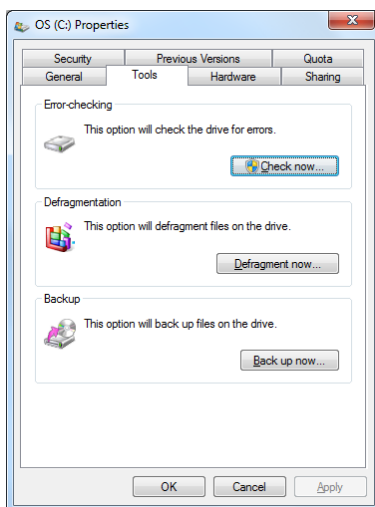 OS (C:) Properties
Security Previous Versions Quota
General Tools Hardware Sharing
Error-checking
This option will check the drive for errors.
Check now...
Defragmentation
This option will defragment files on the drive.
Defragment now...
Backup
This option will back up files on the drive.
Back up now...
OK Cancel Apply